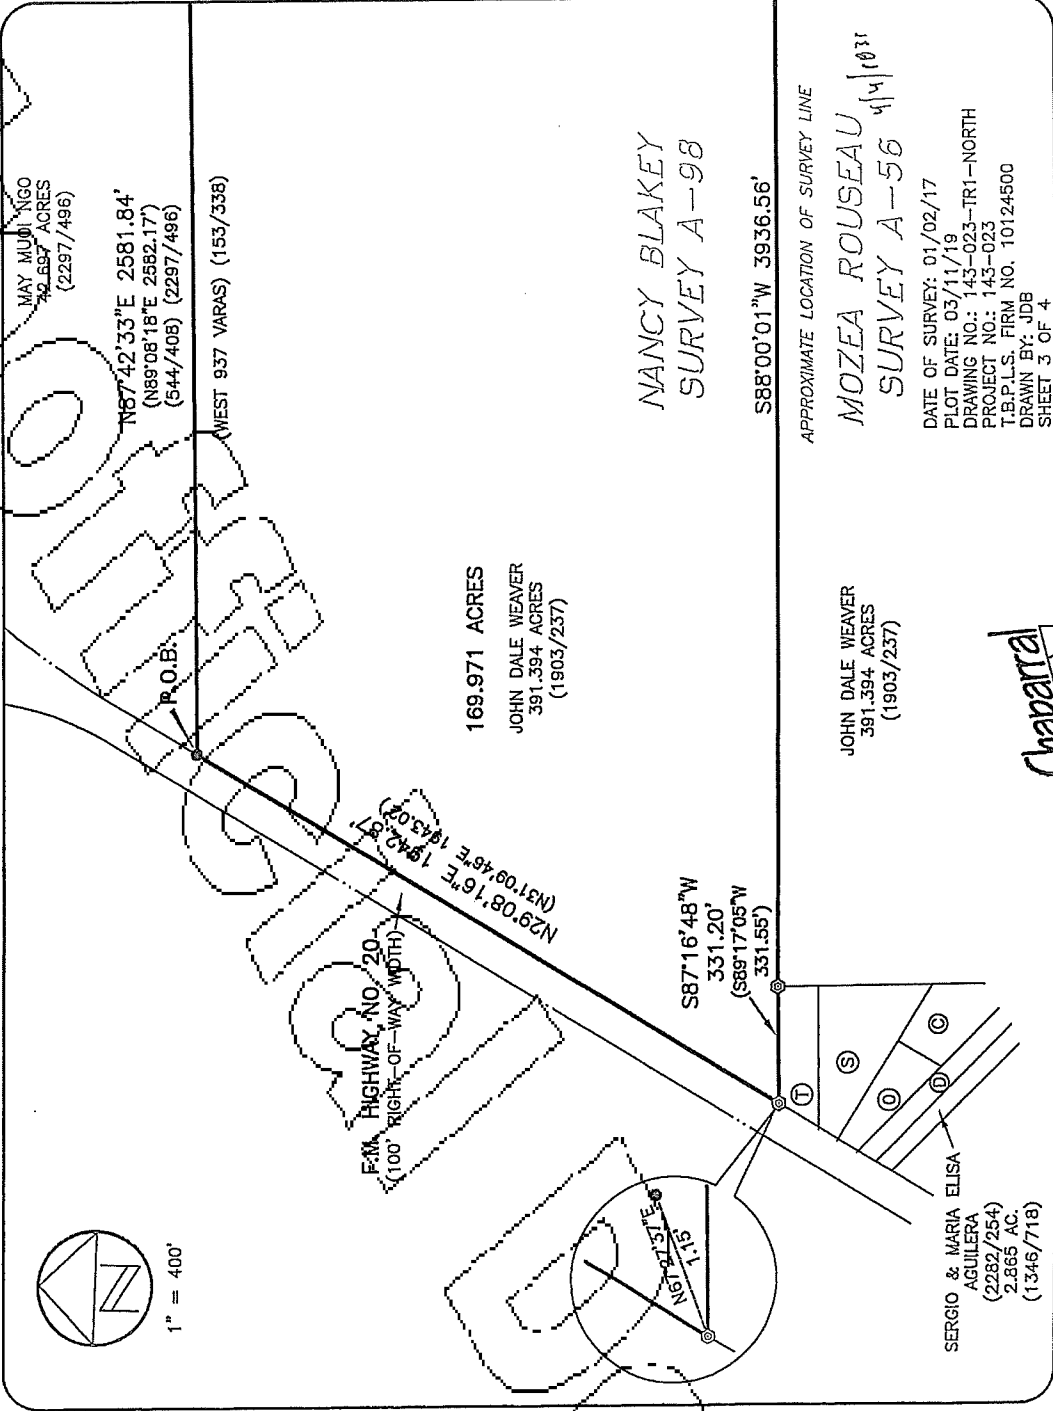 MAY MUOI NGO
42.697 ACRES
(2297/496)
N87°42'33"E 2581.84'
(N89°08'18"E 2582.17')
(544/408) (2297/496)
(WEST 937 VARAS) (153/338)
P.O.B.
F.M. HIGHWAY NO. 20
(100' RIGHT-OF-WAY WIDTH)
N29°08'16"E 1942.87'
(N31°09'46"E 1943.02')
169.971 ACRES
JOHN DALE WEAVER
391.394 ACRES
(1903/237)
NANCY BLAKEY
SURVEY A-98
1" = 400'
N
N67°27'37"E
1.15'
S87°16'48"W
331.20'
(S89°17'05"W
331.55')
S88°00'01"W 3936.56'
APPROXIMATE LOCATION OF SURVEY LINE
MOZEA ROUSEAU
SURVEY A-56
T
S
O
C
D
SERGIO & MARIA ELISA
AGUILERA
(2282/254)
2.865 AC.
(1346/718)
JOHN DALE WEAVER
391.394 ACRES
(1903/237)
DATE OF SURVEY: 01/02/17
PLOT DATE: 03/11/19
DRAWING NO.: 143-023-TR1-NORTH
PROJECT NO.: 143-023
T.B.P.L.S. FIRM NO. 10124500
DRAWN BY: JDB
SHEET 3 OF 4
Chaparral
Unofficial